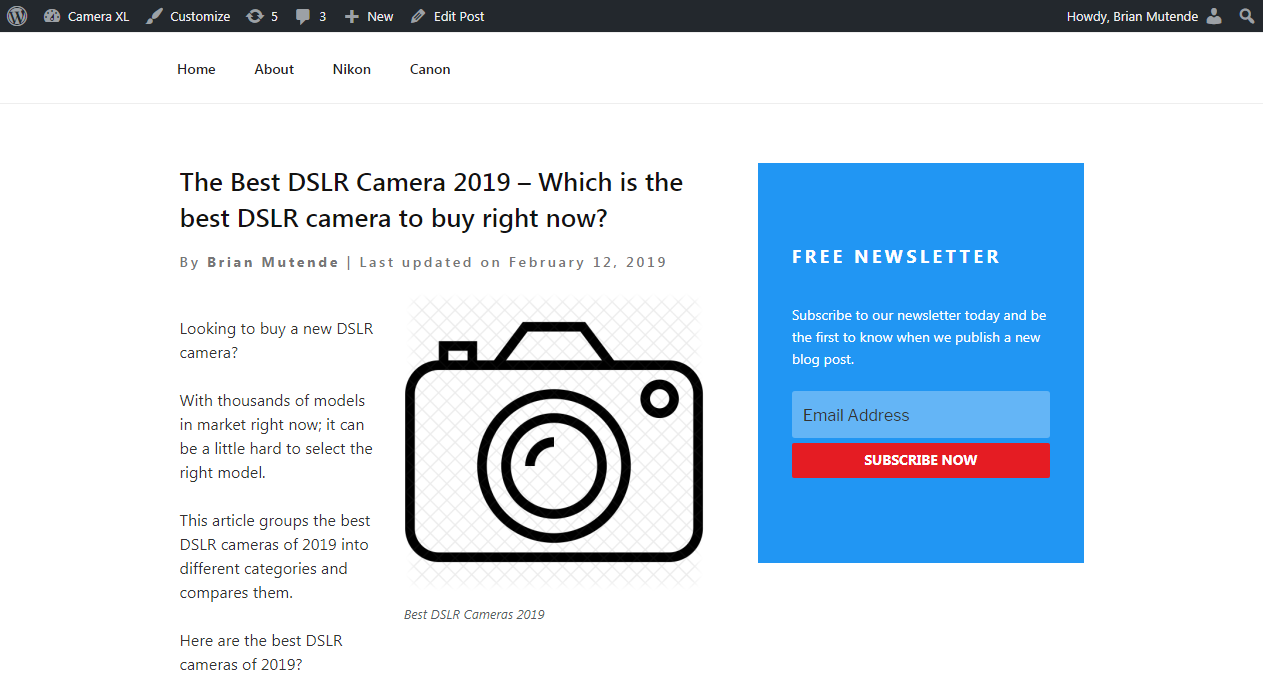 Camera XL Customize 5 3 New Edit Post Howdy, Brian Mutende
Home About Nikon Canon
The Best DSLR Camera 2019 – Which is the
best DSLR camera to buy right now?
By Brian Mutende | Last updated on February 12, 2019
Looking to buy a new DSLR
camera?
With thousands of models
in market right now; it can
be a little hard to select the
right model.
This article groups the best
DSLR cameras of 2019 into
different categories and
compares them.
Here are the best DSLR
cameras of 2019?
Best DSLR Cameras 2019
FREE NEWSLETTER
Subscribe to our newsletter today and be
the first to know when we publish a new
blog post.
Email Address
SUBSCRIBE NOW